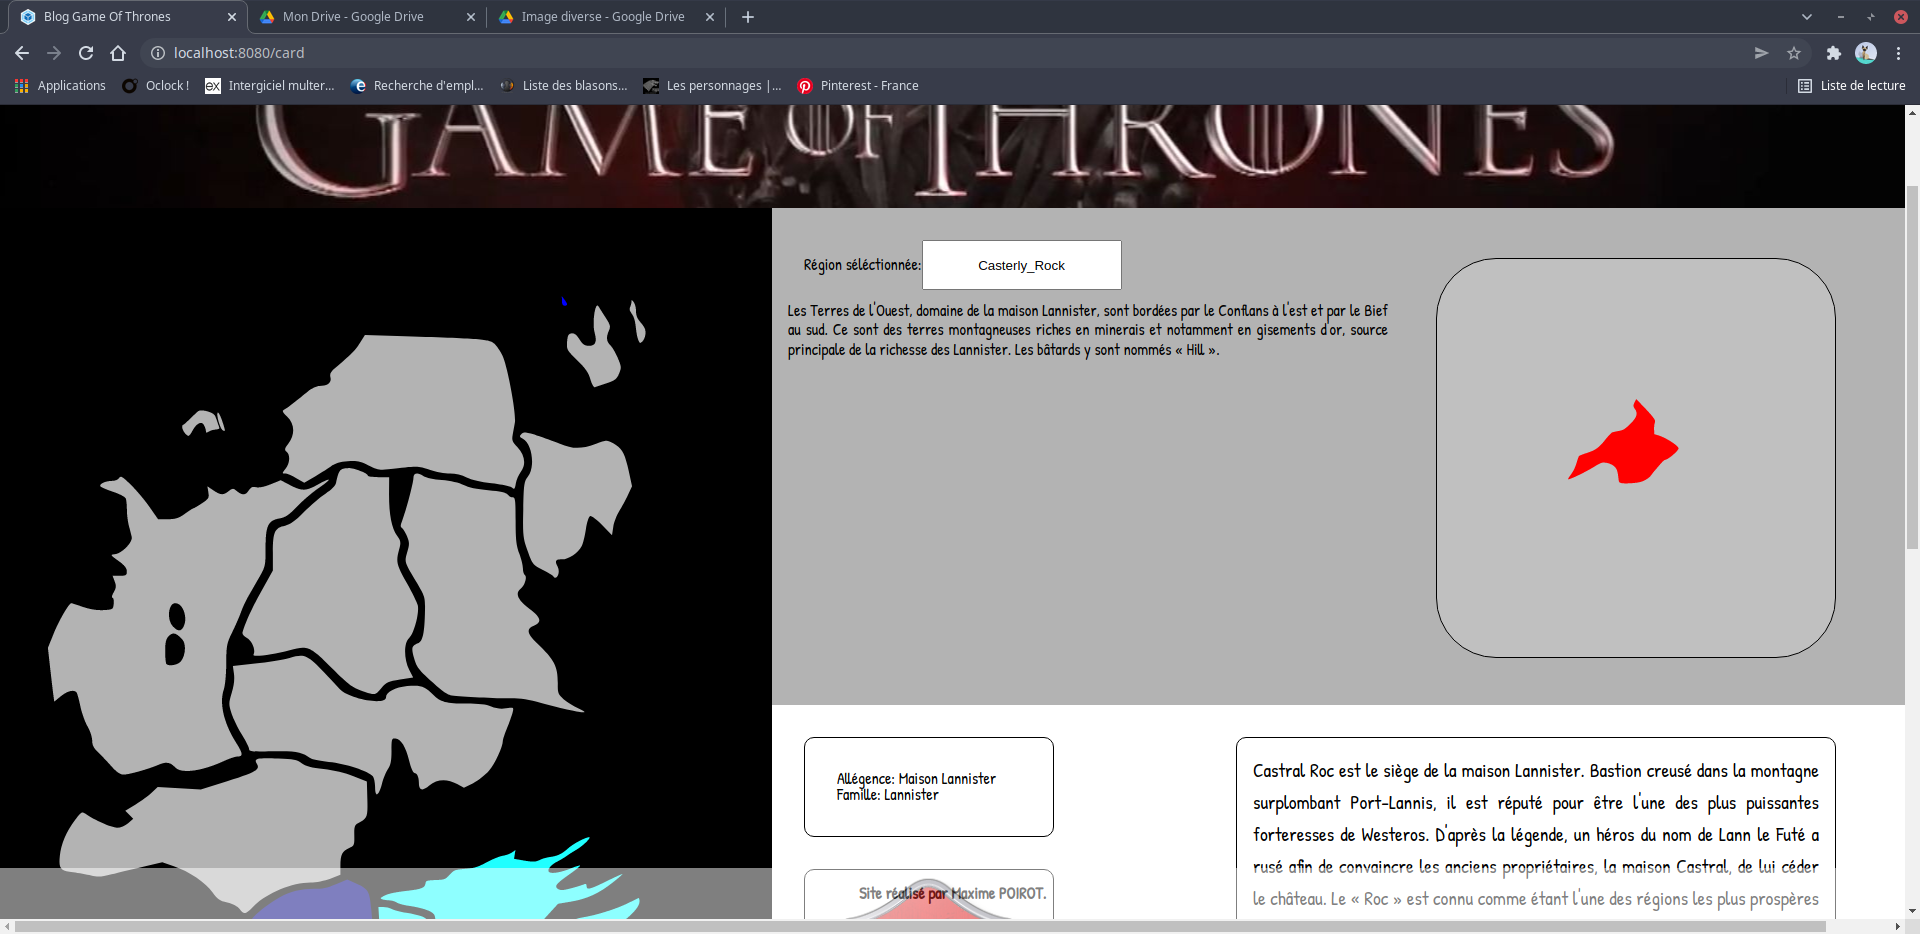 Blog Game Of Thrones
Mon Drive - Google Drive
Image diverse - Google Drive
localhost:8080/card
Applications
Oclock !
ex
Intergiciel multer...
Recherche d'empl...
Liste des blasons...
Les personnages |...
Pinterest - France
Liste de lecture
GAME OF THRONES
Région séléctionnée:
Casterly_Rock
Les Terres de l'Ouest, domaine de la maison Lannister, sont bordées par le Conflans à l'est et par le Bief
au sud. Ce sont des terres montagneuses riches en minerais et notamment en gisements d'or, source
principale de la richesse des Lannister. Les bâtards y sont nommés « Hill ».
Allégence: Maison Lannister
Famille: Lannister
Castral Roc est le siège de la maison Lannister. Bastion creusé dans la montagne
surplombant Port-Lannis, il est réputé pour être l'une des plus puissantes
forteresses de Westeros. D'après la légende, un héros du nom de Lann le Futé a
rusé afin de convaincre les anciens propriétaires, la maison Castral, de lui céder
le château. Le « Roc » est connu comme étant l'une des régions les plus prospères
Site réalisé par Maxime POIROT.